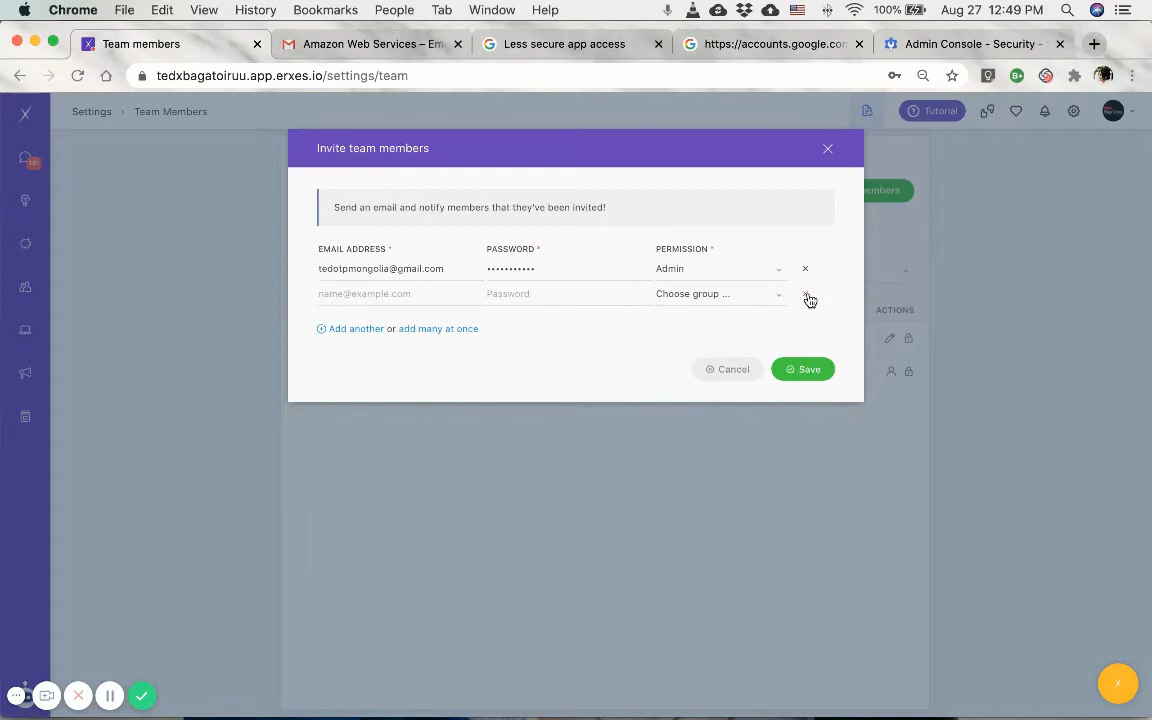 Chrome File Edit View History Bookmarks People Tab Window Help 100% Aug 27 12:49 PM
Team members Amazon Web Services – Em Less secure app access https://accounts.google.com Admin Console - Security -
tedxbagatoiruu.app.erxes.io/settings/team
Settings > Team Members Tutorial
Invite team members
embers
Send an email and notify members that they've been invited!
EMAIL ADDRESS * PASSWORD * PERMISSION *
tedotpmongolia@gmail.com ••••••••••• Admin
name@example.com Password Choose group ...
ACTIONS
Add another or add many at once
Cancel Save